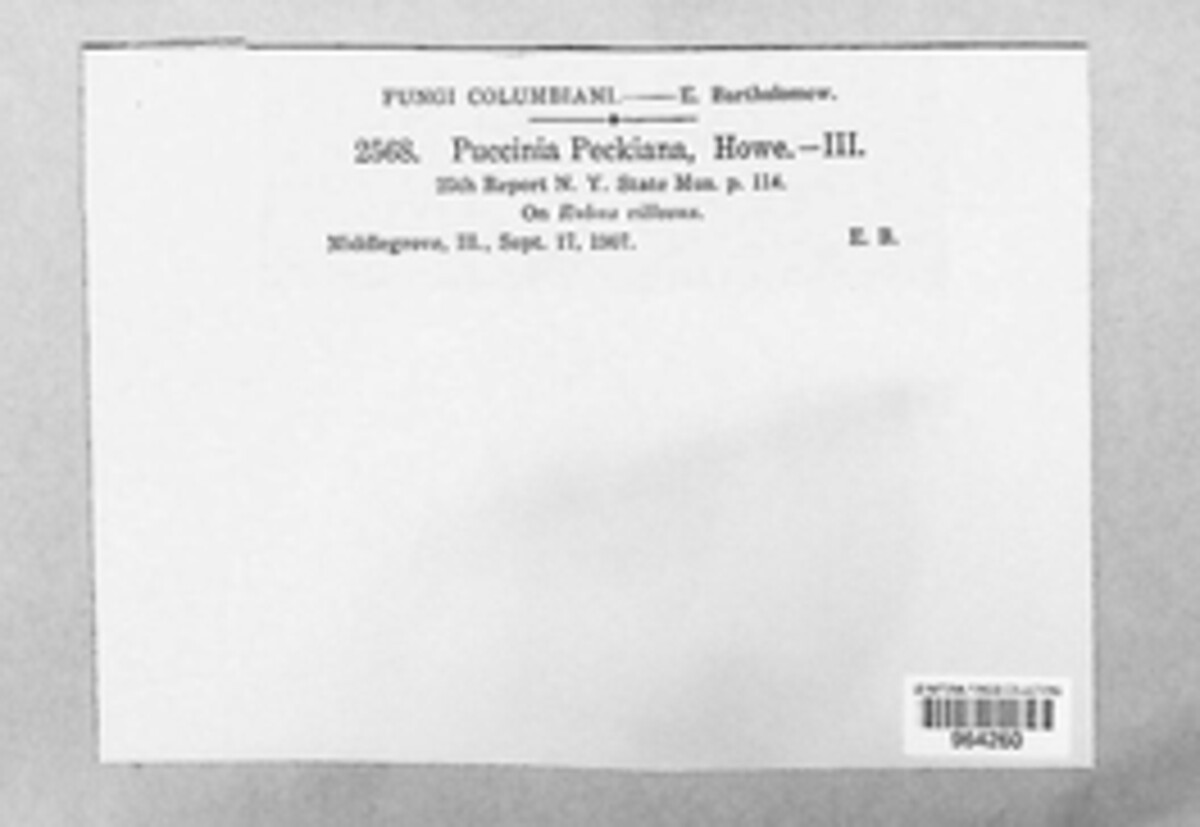 FUNGI COLUMBIANI.—E. Bartholomew.
2568. Puccinia Peckiana, Howe.—III.
Report N. Y. State Mus. p. 114.
On Rubus villosus.
Middlegrove, Ill., Sept. 17, 1907.
E. B.
964260